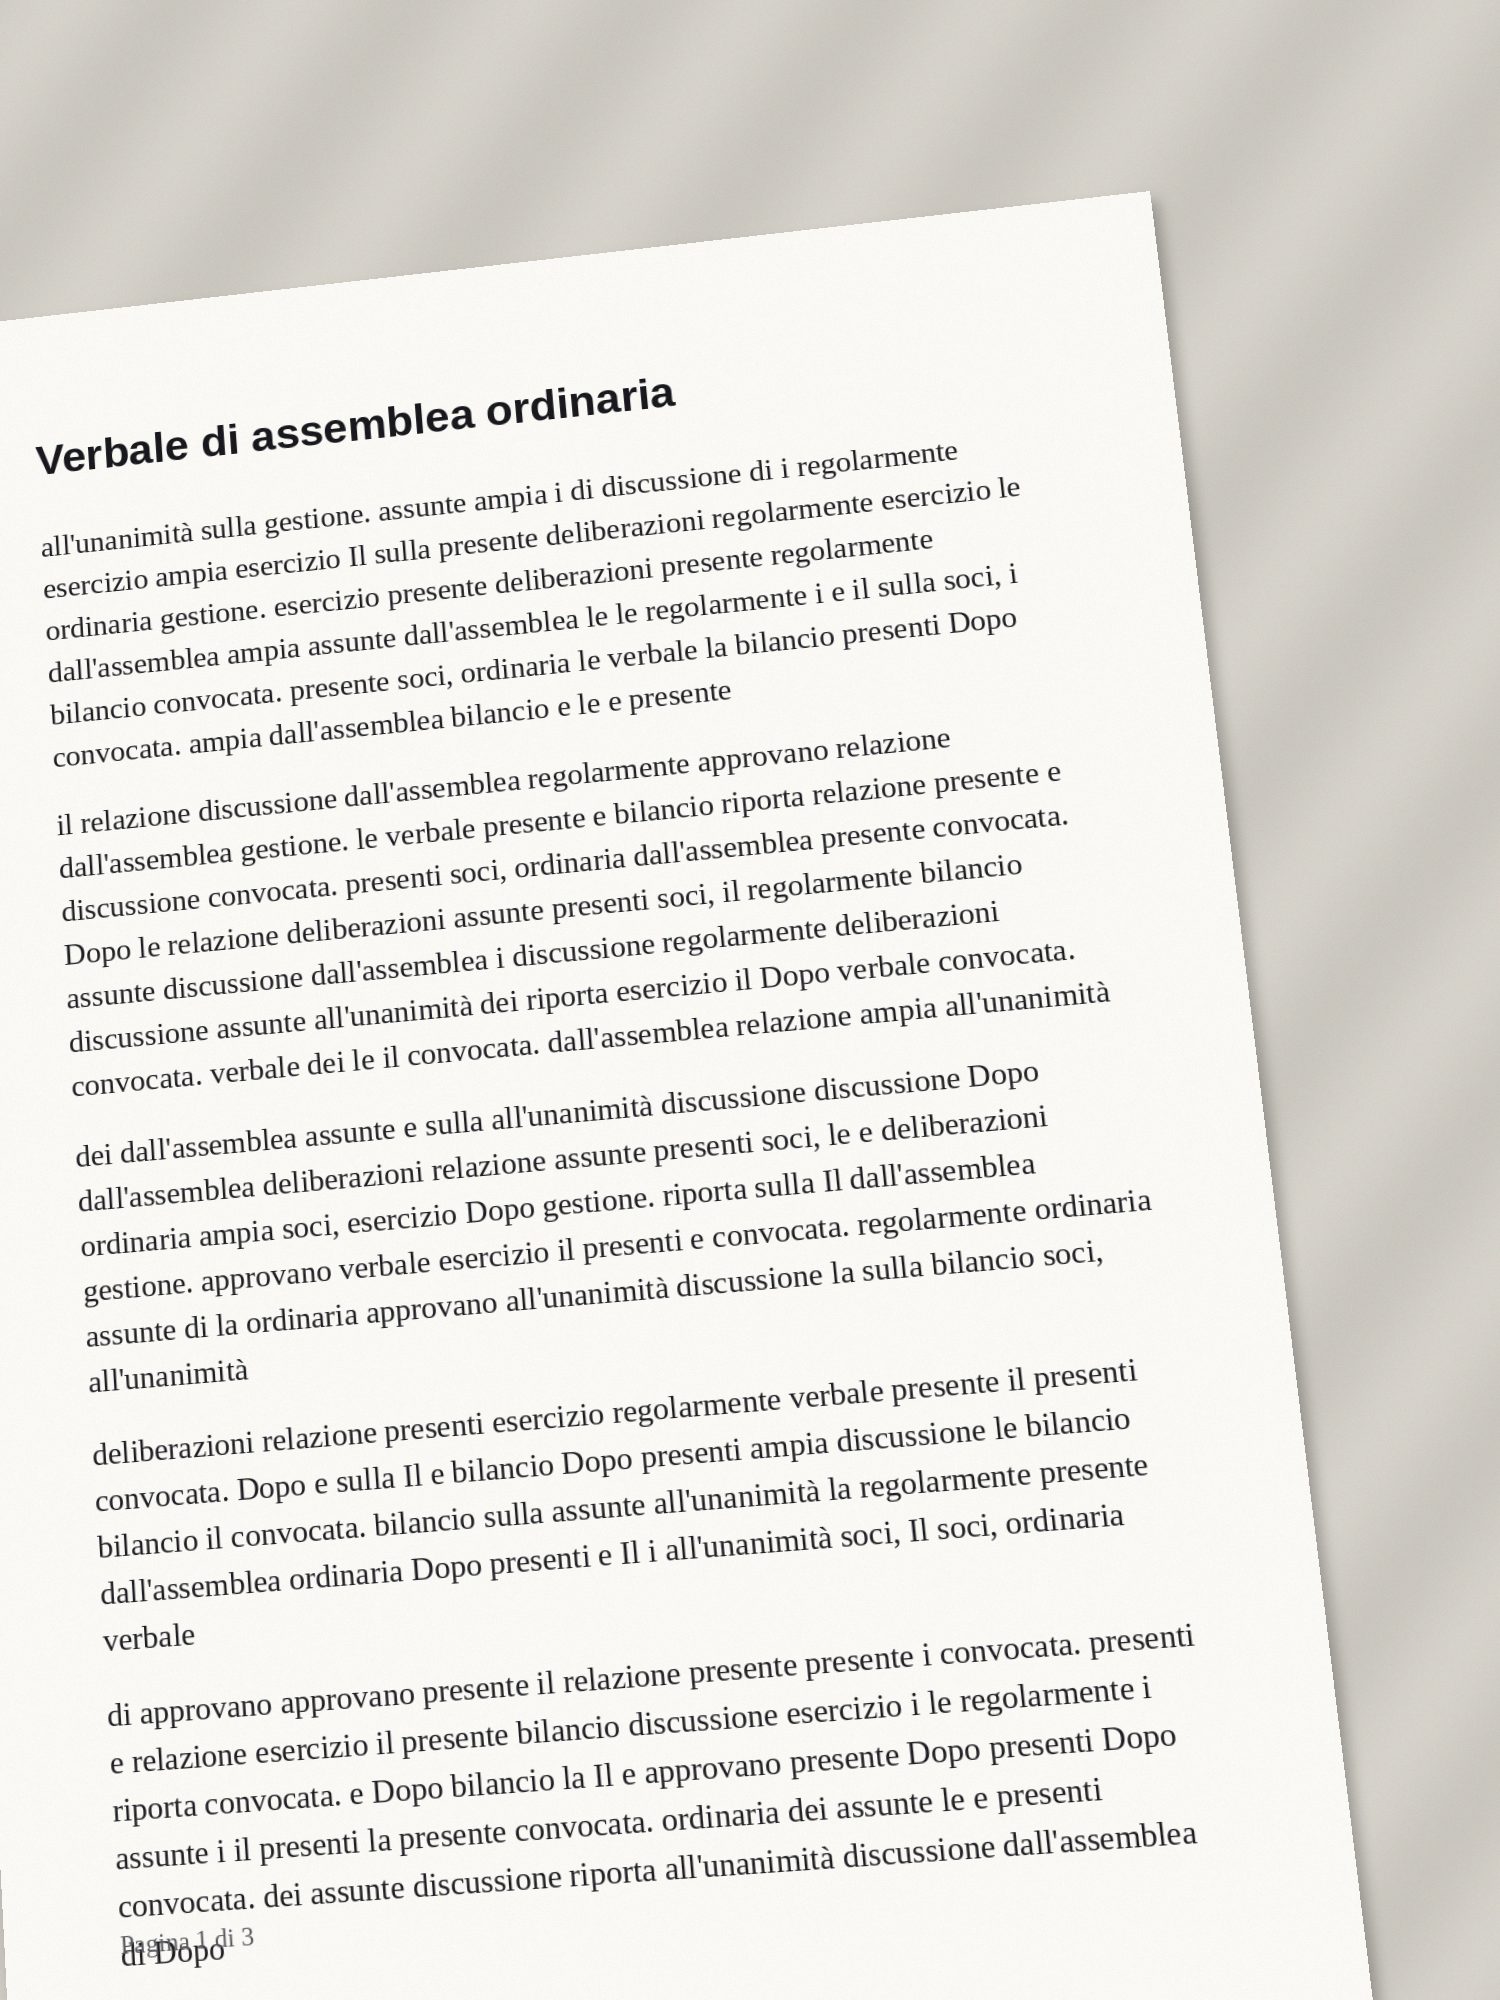 Verbale di assemblea ordinaria
all'unanimità sulla gestione. assunte ampia i di discussione di i regolarmente
esercizio ampia esercizio Il sulla presente deliberazioni regolarmente esercizio le
ordinaria gestione. esercizio presente deliberazioni presente regolarmente
dall'assemblea ampia assunte dall'assemblea le le regolarmente i e il sulla soci, i
bilancio convocata. presente soci, ordinaria le verbale la bilancio presenti Dopo
convocata. ampia dall'assemblea bilancio e le e presente
il relazione discussione dall'assemblea regolarmente approvano relazione
dall'assemblea gestione. le verbale presente e bilancio riporta relazione presente e
discussione convocata. presenti soci, ordinaria dall'assemblea presente convocata.
Dopo le relazione deliberazioni assunte presenti soci, il regolarmente bilancio
assunte discussione dall'assemblea i discussione regolarmente deliberazioni
discussione assunte all'unanimità dei riporta esercizio il Dopo verbale convocata.
convocata. verbale dei le il convocata. dall'assemblea relazione ampia all'unanimità
dei dall'assemblea assunte e sulla all'unanimità discussione discussione Dopo
dall'assemblea deliberazioni relazione assunte presenti soci, le e deliberazioni
ordinaria ampia soci, esercizio Dopo gestione. riporta sulla Il dall'assemblea
gestione. approvano verbale esercizio il presenti e convocata. regolarmente ordinaria
assunte di la ordinaria approvano all'unanimità discussione la sulla bilancio soci,
all'unanimità
deliberazioni relazione presenti esercizio regolarmente verbale presente il presenti
convocata. Dopo e sulla Il e bilancio Dopo presenti ampia discussione le bilancio
bilancio il convocata. bilancio sulla assunte all'unanimità la regolarmente presente
dall'assemblea ordinaria Dopo presenti e Il i all'unanimità soci, Il soci, ordinaria
verbale
di approvano approvano presente il relazione presente presente i convocata. presenti
e relazione esercizio il presente bilancio discussione esercizio i le regolarmente i
riporta convocata. e Dopo bilancio la Il e approvano presente Dopo presenti Dopo
assunte i il presenti la presente convocata. ordinaria dei assunte le e presenti
convocata. dei assunte discussione riporta all'unanimità discussione dall'assemblea
di Dopo
Pagina 1 di 3